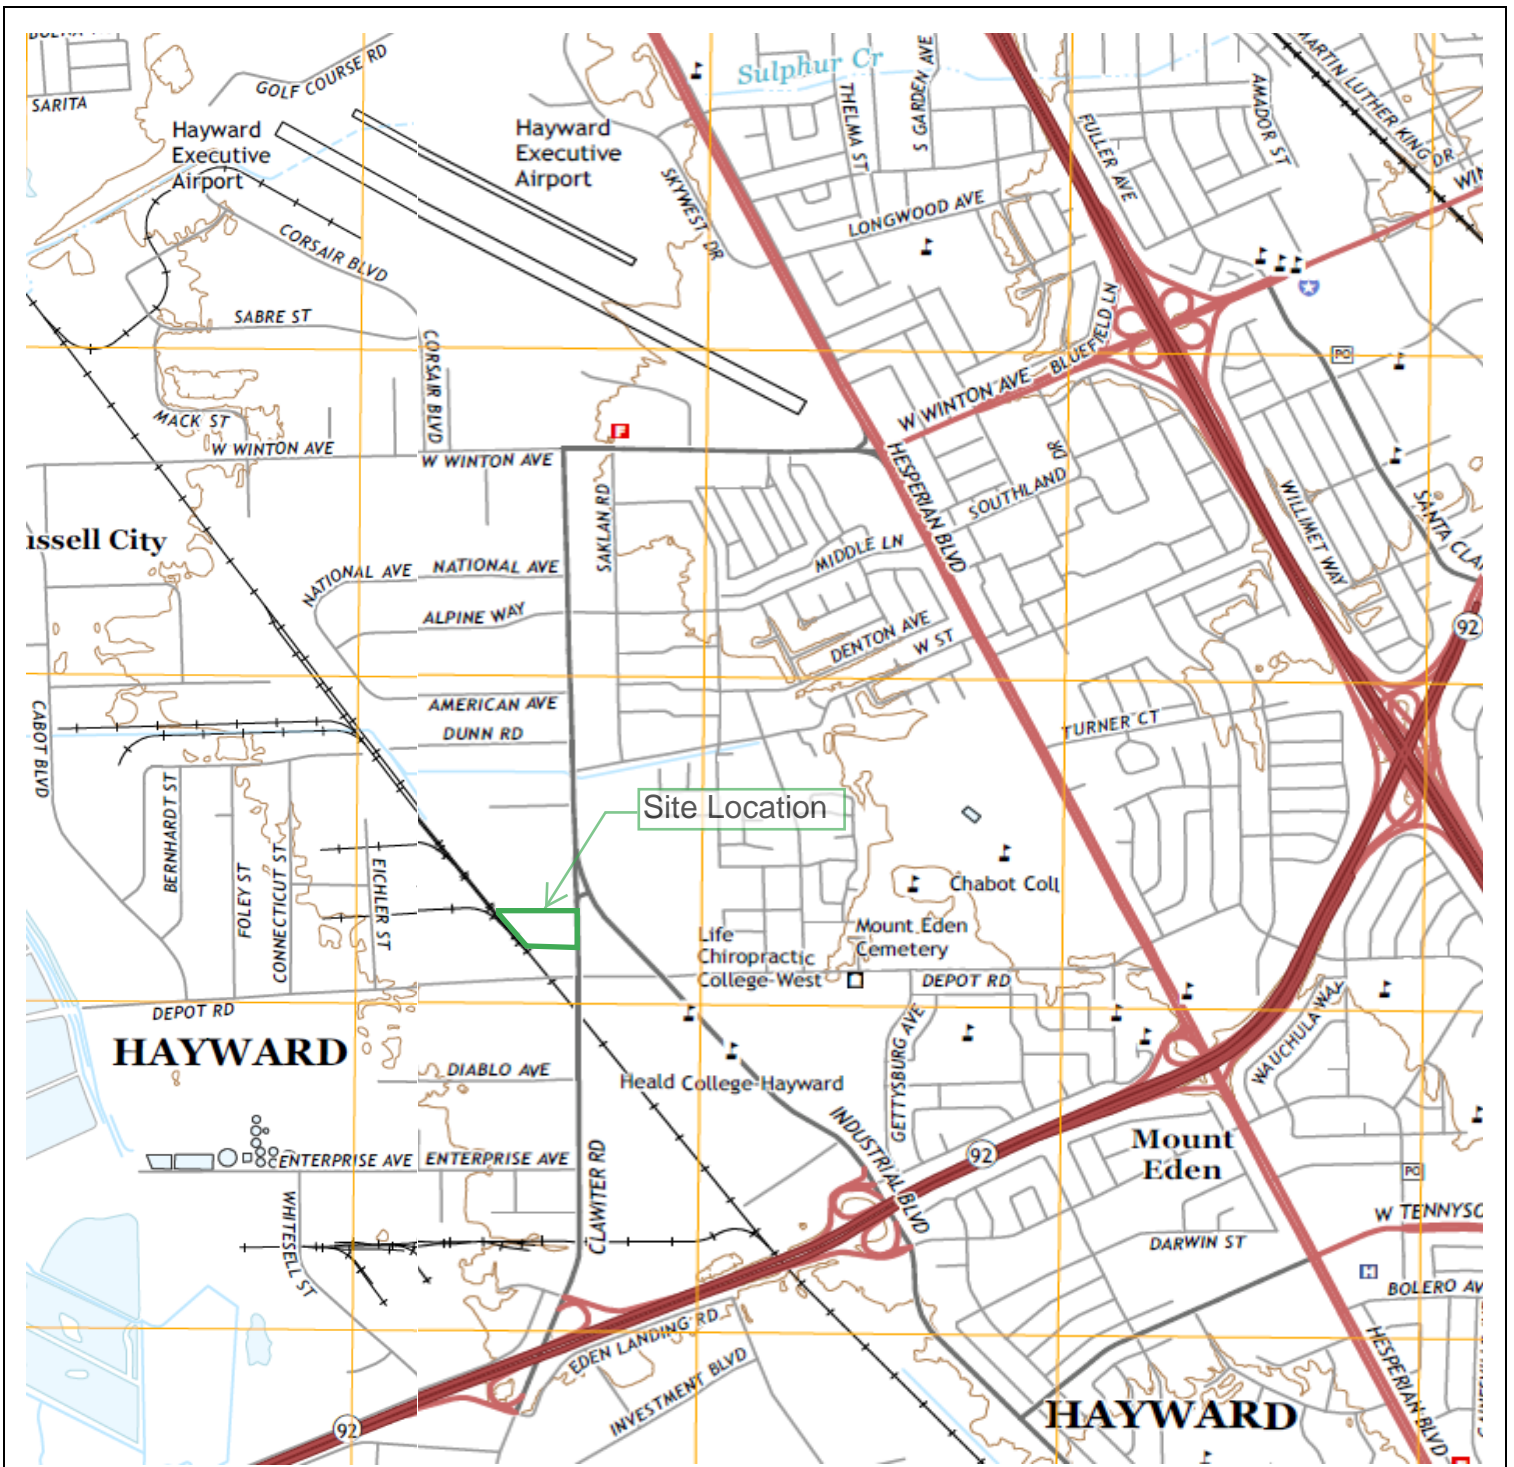 GOLF COURSE RD
SARITA
Hayward
Executive
Airport
Hayward
Executive
Airport
Sulphur Cr
THELMA ST
S GARDEN AVE
FULLER AVE
AMADOR ST
MARTIN LUTHER KING DR
WIN
SKYWEST DR
LONGWOOD AVE
CORSAIR BLVD
SABRE ST
CORSAIR BLVD
BLUEFIELD LN
W WINTON AVE
PO
MACK ST
W WINTON AVE
W WINTON AVE
F
HESPERIAN BLVD
SOUTHLAND DR
WILLIMET WAY
SANTA CLA
ussell City
SAKLAN RD
NATIONAL AVE
NATIONAL AVE
MIDDLE LN
ALPINE WAY
DENTON AVE
W ST
92
CABOT BLVD
AMERICAN AVE
DUNN RD
TURNER CT
Site Location
BERNHARDT ST
FOLEY ST
CONNECTICUT ST
EICHLER ST
Chabot Coll
Life
Chiropractic
College-West
Mount Eden
Cemetery
DEPOT RD
DEPOT RD
HAYWARD
GETTYSBURG AVE
WAUCHULA WAY
DIABLO AVE
Heald College-Hayward
INDUSTRIAL BLVD
Mount
Eden
92
PO
ENTERPRISE AVE
ENTERPRISE AVE
CLAWITER RD
WHITESELL ST
W TENNYSO
DARWIN ST
H
BOLERO AV
EDEN LANDING RD
INVESTMENT BLVD
HESPERIAN BLVD
HAYWARD
92